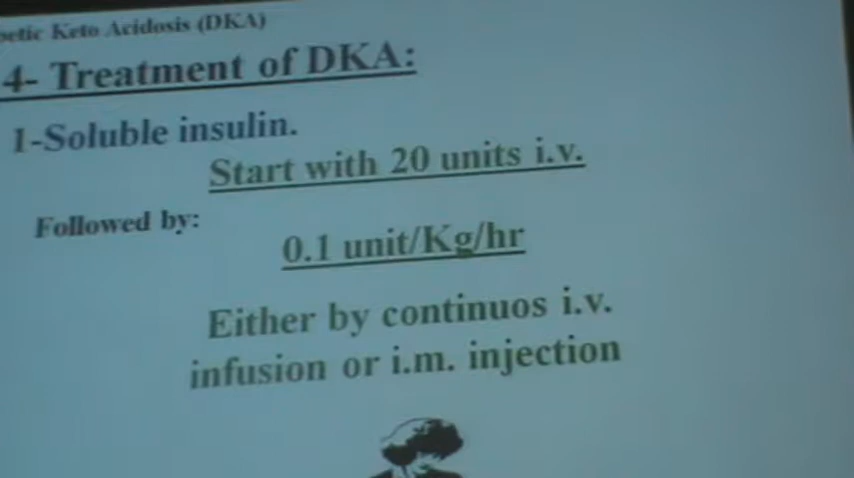 Keto Acidosis (DKA)
4- Treatment of DKA:
1-Soluble insulin.
Start with 20 units i.v.
Followed by:
0.1 unit/Kg/hr
Either by continuos i.v.
infusion or i.m. injection